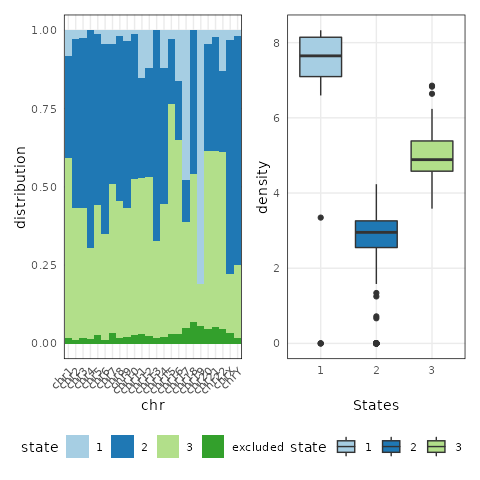 1.00
0.75
0.50
0.25
0.00
distribution
chr1
chr2
chr3
chr4
chr5
chr6
chr7
chr8
chr9
chr10
chr11
chr12
chr13
chr14
chr15
chr16
chr17
chr18
chr19
chr20
chr21
chr22
chrX
chrY
chr
8
6
4
2
0
density
1 2 3
States
state 1 2 3 excluded
state 1 2 3